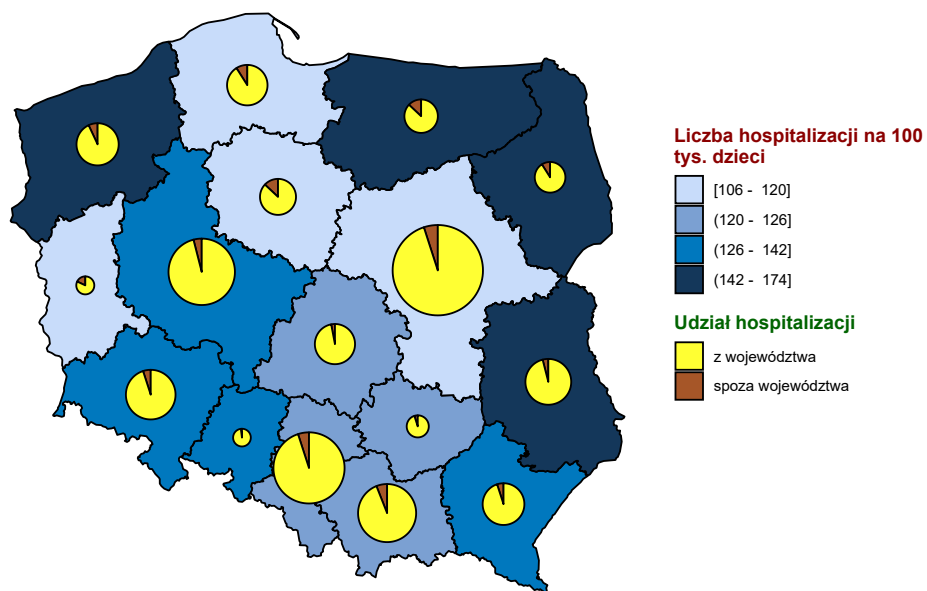 Liczba hospitalizacji na 100
tys. dzieci
[106 - 120]
(120 - 126]
(126 - 142]
(142 - 174]
Udział hospitalizacji
z województwa
spoza województwa